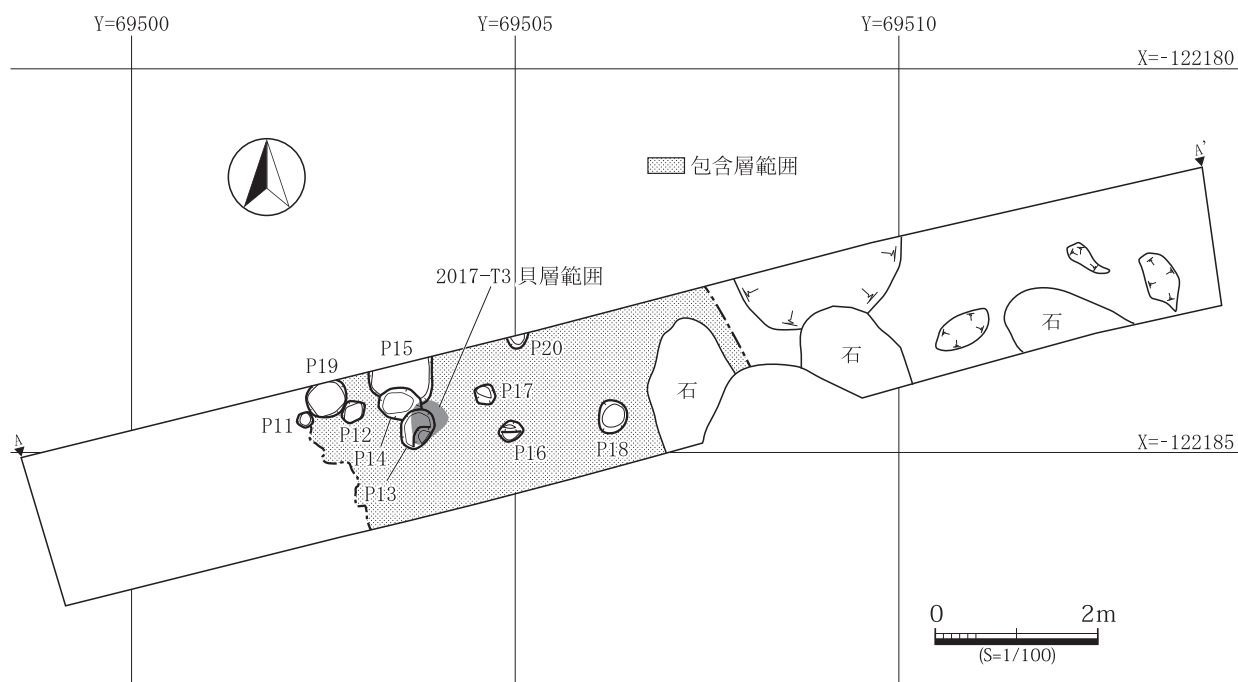 Y=69500
Y=69505
Y=69510
X=-122180
包含層範囲
A'
2017-T3 貝層範囲
P20
P19
P15
石
石
P17
石
P11
P12
P16
P18
A
P14
X=-122185
P13
0
2m
(S=1/100)